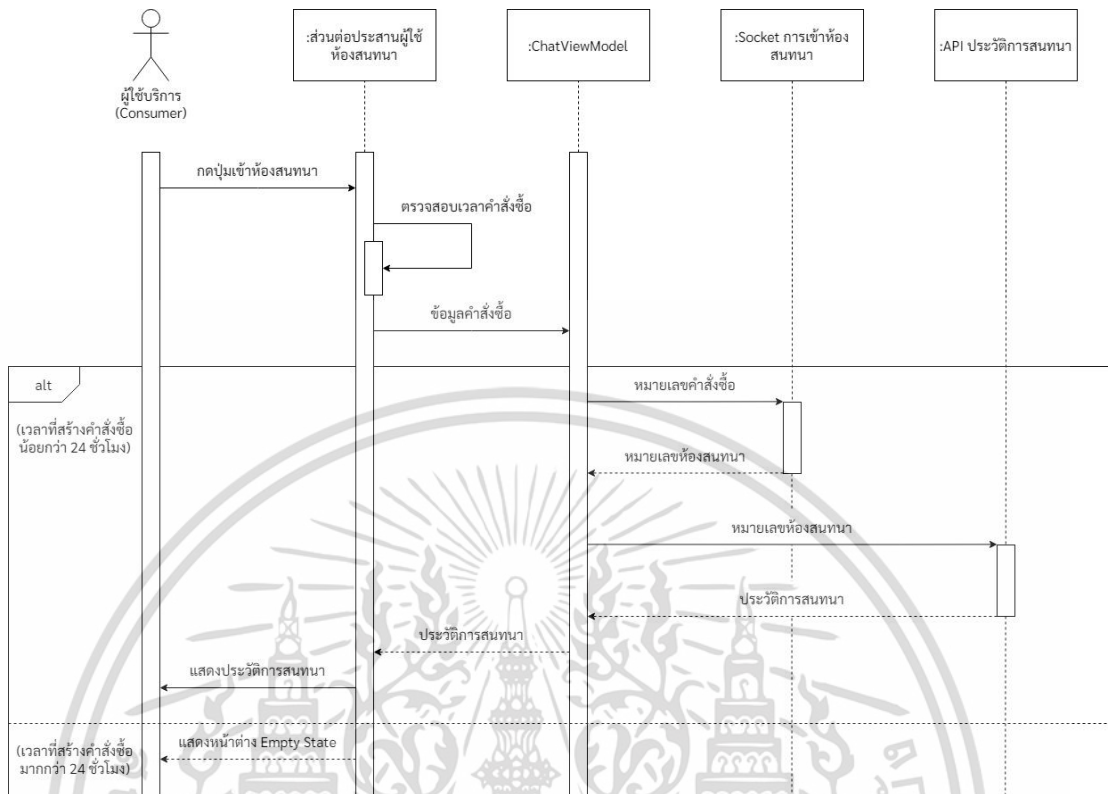 :ส่วนต่อประสานผู้ใช้
ห้องสนทนา
:ChatViewModel
:Socket การเข้าห้อง
สนทนา
:API ประวัติการสนทนา
ผู้ใช้บริการ
(Consumer)
กดปุ่มเข้าห้องสนทนา
ตรวจสอบเวลาคำสั่งซื้อ
ข้อมูลคำสั่งซื้อ
alt
(เวลาที่สร้างคำสั่งซื้อ
น้อยกว่า 24 ชั่วโมง)
หมายเลขคำสั่งซื้อ
หมายเลขห้องสนทนา
หมายเลขห้องสนทนา
ประวัติการสนทนา
ประวัติการสนทนา
แสดงประวัติการสนทนา
(เวลาที่สร้างคำสั่งซื้อ
มากกว่า 24 ชั่วโมง)
แสดงหน้าต่าง Empty State